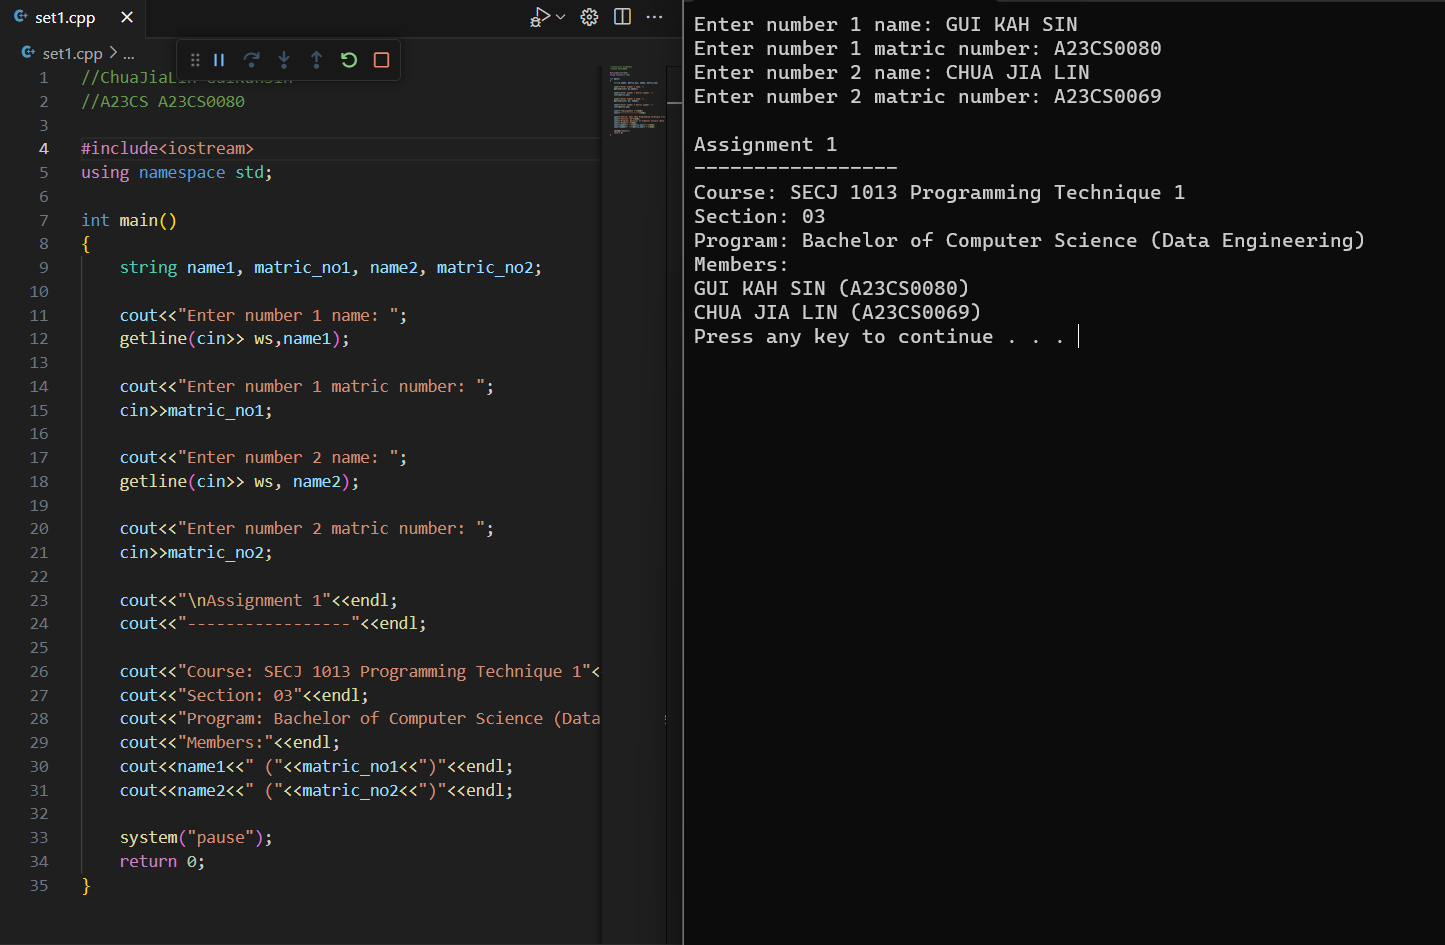 set1.cpp
set1.cpp > ...
1 //ChuaJiaLin GuiKahSin
2 //A23CS A23CS0080
3
4 #include<iostream>
5 using namespace std;
6
7 int main()
8 {
9 string name1, matric_no1, name2, matric_no2;
10
11 cout<<"Enter number 1 name: ";
12 getline(cin>> ws,name1);
13
14 cout<<"Enter number 1 matric number: ";
15 cin>>matric_no1;
16
17 cout<<"Enter number 2 name: ";
18 getline(cin>> ws, name2);
19
20 cout<<"Enter number 2 matric number: ";
21 cin>>matric_no2;
22
23 cout<<"\nAssignment 1"<<endl;
24 cout<<"-----------------"<<endl;
25
26 cout<<"Course: SECJ 1013 Programming Technique 1"<
27 cout<<"Section: 03"<<endl;
28 cout<<"Program: Bachelor of Computer Science (Data
29 cout<<"Members:"<<endl;
30 cout<<name1<<" ("<<matric_no1<<")"<<endl;
31 cout<<name2<<" ("<<matric_no2<<")"<<endl;
32
33 system("pause");
34 return 0;
35 }
Enter number 1 name: GUI KAH SIN
Enter number 1 matric number: A23CS0080
Enter number 2 name: CHUA JIA LIN
Enter number 2 matric number: A23CS0069

Assignment 1
-----------------
Course: SECJ 1013 Programming Technique 1
Section: 03
Program: Bachelor of Computer Science (Data Engineering)
Members:
GUI KAH SIN (A23CS0080)
CHUA JIA LIN (A23CS0069)
Press any key to continue . . .